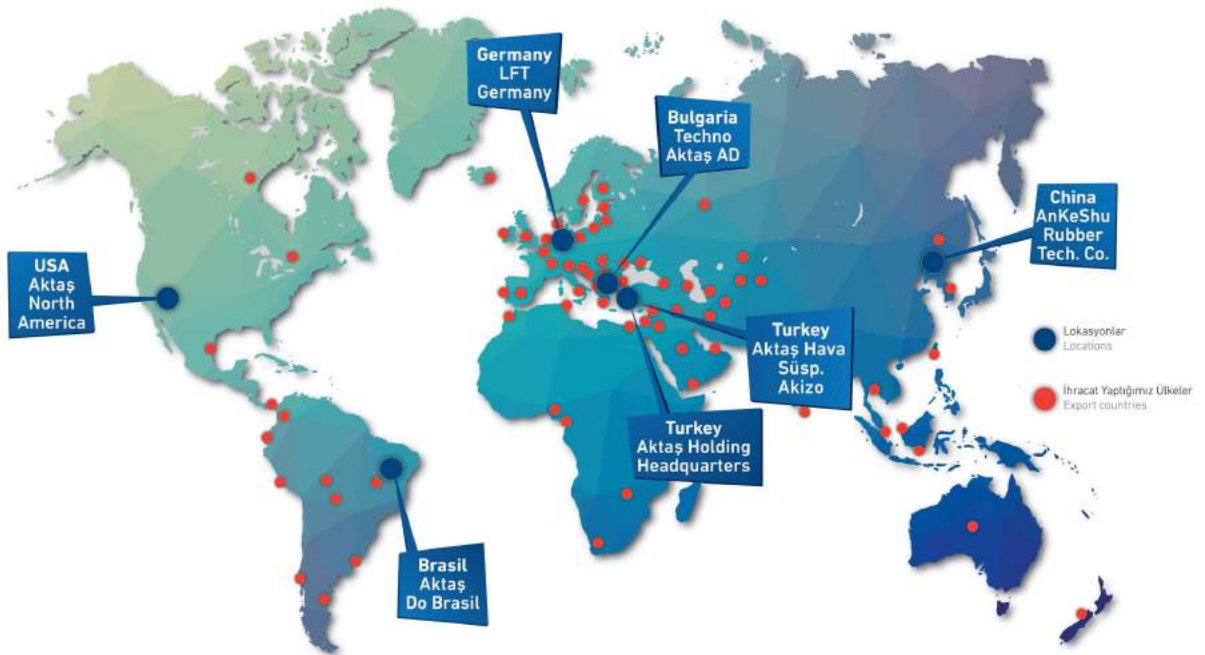 Germany
LFT
Germany
Bulgaria
Techno
Aktaş AD
China
AnKeShu
Rubber
Tech. Co.
USA
Aktaş
North
America
Turkey
Aktaş Hava
Süsp.
Akizo
Lokasyonlar
Locations
İhracat Yaptığımız Ülkeler
Export countries
Turkey
Aktaş Holding
Headquarters
Brasil
Aktaş
Do Brasil